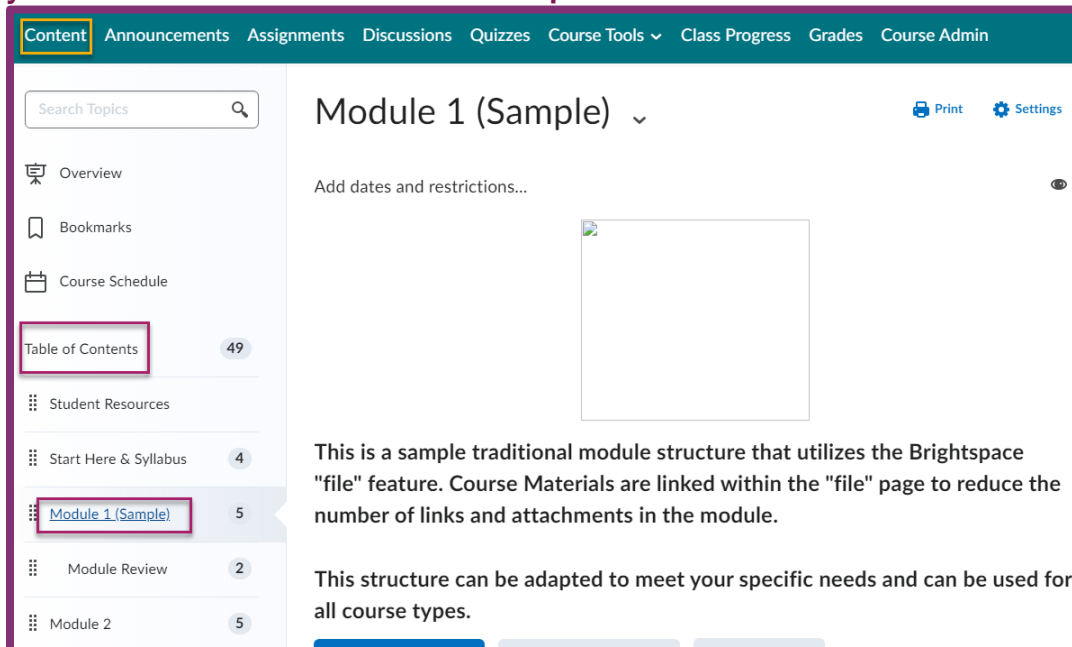 Content Announcements Assignments Discussions Quizzes Course Tools Class Progress Grades Course Admin
Search Topics
Module 1 (Sample)
Print
Settings
Overview
Add dates and restrictions...
Bookmarks
Course Schedule
Table of Contents 49
Student Resources
Start Here & Syllabus 4
Module 1 (Sample) 5
Module Review 2
Module 2 5
This is a sample traditional module structure that utilizes the Brightspace
"file" feature. Course Materials are linked within the "file" page to reduce the
number of links and attachments in the module.
This structure can be adapted to meet your specific needs and can be used for
all course types.